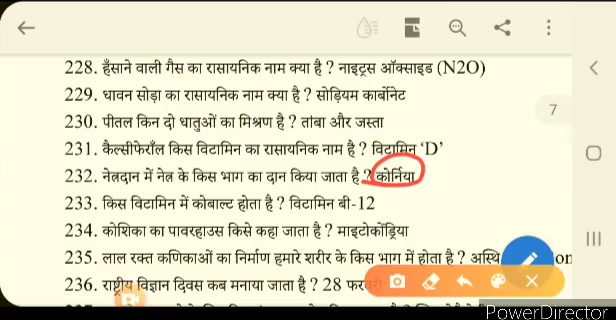 228. हँसाने वाली गैस का रासायनिक नाम क्या है ? नाइट्रस ऑक्साइड (N2O)
229. धावन सोड़ा का रासायनिक नाम क्या है ? सोड़ियम कार्बोनेट
7
230. पीतल किन दो धातुओं का मिश्रण है ? तांबा और जस्ता
231. कैल्सीफेरॉल किस विटामिन का रासायनिक नाम है ? विटामिन ‘D’
232. नेत्रदान में नेत्र के किस भाग का दान किया जाता है ? कोर्निया
233. किस विटामिन में कोबाल्ट होता है ? विटामिन बी-12
234. कोशिका का पावरहाउस किसे कहा जाता है ? माइटोकोंड्रिया
235. लाल रक्त कणिकाओं का निर्माण हमारे शरीर के किस भाग में होता है ? अस्थि
236. राष्ट्रीय विज्ञान दिवस कब मनाया जाता है ? 28 फरवरी
PowerDirector